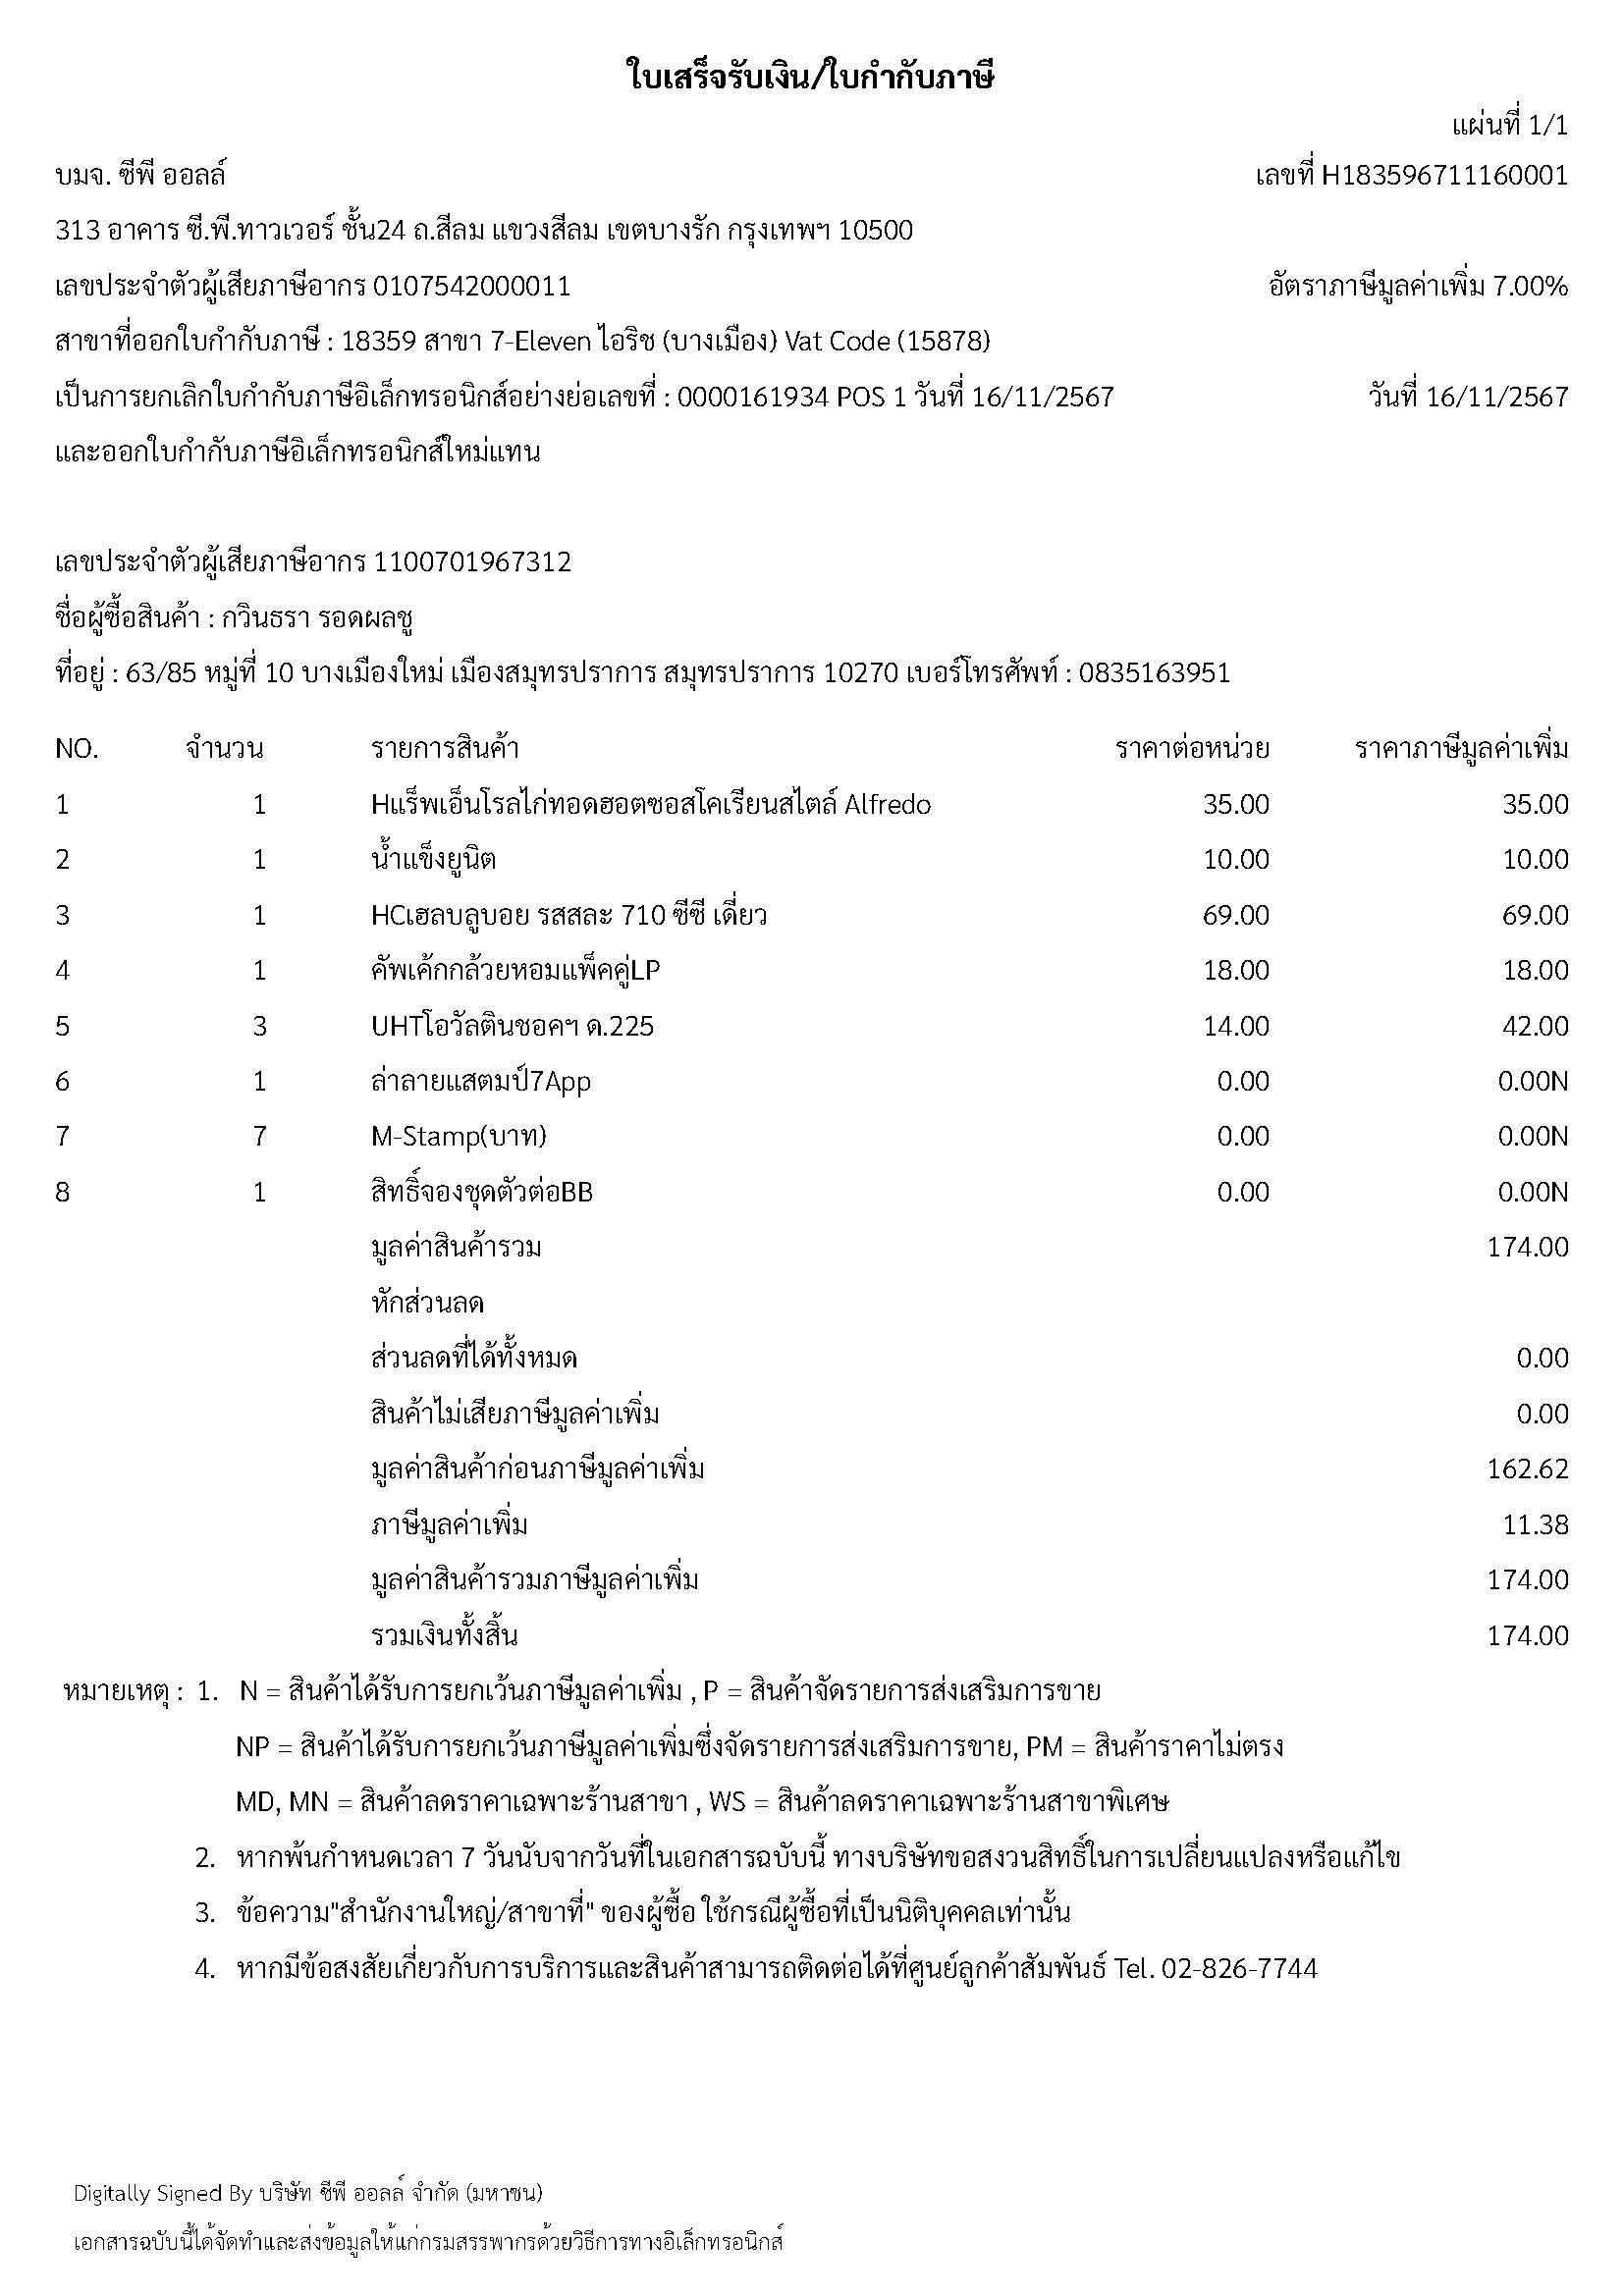 ใบเสร็จรับเงิน/ใบกำกับภาษี
แผ่นที่ 1/1
บมจ. ซีพี ออลล์ เลขที่ H183596711160001
313 อาคาร ซี.พี.ทาวเวอร์ ชั้น24 ถ.สีลม แขวงสีลม เขตบางรัก กรุงเทพฯ 10500
เลขประจำตัวผู้เสียภาษีอากร 0107542000011 อัตราภาษีมูลค่าเพิ่ม 7.00%
สาขาที่ออกใบกำกับภาษี : 18359 สาขา 7-Eleven ไอริช (บางเมือง) Vat Code (15878)
เป็นการยกเลิกใบกำกับภาษีอิเล็กทรอนิกส์อย่างย่อเลขที่ : 0000161934 POS 1 วันที่ 16/11/2567 วันที่ 16/11/2567
และออกใบกำกับภาษีอิเล็กทรอนิกส์ใหม่แทน
เลขประจำตัวผู้เสียภาษีอากร 1100701967312
ชื่อผู้ซื้อสินค้า : กวินธรา รอดผลชู
ที่อยู่ : 63/85 หมู่ที่ 10 บางเมืองใหม่ เมืองสมุทรปราการ สมุทรปราการ 10270 เบอร์โทรศัพท์ : 0835163951
NO. จำนวน รายการสินค้า ราคาต่อหน่วย ราคาภาษีมูลค่าเพิ่ม
1 1 Hแร็พเอ็นโรลไก่ทอดฮอตซอสโคเรียนสไตล์ Alfredo 35.00 35.00
2 1 น้ำแข็งยูนิต 10.00 10.00
3 1 HCเฮลบลูบอย รสสละ 710 ซีซี เดี่ยว 69.00 69.00
4 1 คัพเค้กกล้วยหอมแพ็คคู่LP 18.00 18.00
5 3 UHTโอวัลตินชอคฯ ด.225 14.00 42.00
6 1 ล่าลายแสตมป์7App 0.00 0.00N
7 7 M-Stamp(บาท) 0.00 0.00N
8 1 สิทธิ์จองชุดตัวต่อBB 0.00 0.00N
มูลค่าสินค้ารวม 174.00
หักส่วนลด
ส่วนลดที่ได้ทั้งหมด 0.00
สินค้าไม่เสียภาษีมูลค่าเพิ่ม 0.00
มูลค่าสินค้าก่อนภาษีมูลค่าเพิ่ม 162.62
ภาษีมูลค่าเพิ่ม 11.38
มูลค่าสินค้ารวมภาษีมูลค่าเพิ่ม 174.00
รวมเงินทั้งสิ้น 174.00
หมายเหตุ : 1. N = สินค้าได้รับการยกเว้นภาษีมูลค่าเพิ่ม , P = สินค้าจัดรายการส่งเสริมการขาย
NP = สินค้าได้รับการยกเว้นภาษีมูลค่าเพิ่มซึ่งจัดรายการส่งเสริมการขาย, PM = สินค้าราคาไม่ตรง
MD, MN = สินค้าลดราคาเฉพาะร้านสาขา , WS = สินค้าลดราคาเฉพาะร้านสาขาพิเศษ
2. หากพ้นกำหนดเวลา 7 วันนับจากวันที่ในเอกสารฉบับนี้ ทางบริษัทขอสงวนสิทธิ์ในการเปลี่ยนแปลงหรือแก้ไข
3. ข้อความ"สำนักงานใหญ่/สาขาที่" ของผู้ซื้อ ใช้กรณีผู้ซื้อที่เป็นนิติบุคคลเท่านั้น
4. หากมีข้อสงสัยเกี่ยวกับการบริการและสินค้าสามารถติดต่อได้ที่ศูนย์ลูกค้าสัมพันธ์ Tel. 02-826-7744
Digitally Signed By บริษัท ซีพี ออลล์ จำกัด (มหาชน)
เอกสารฉบับนี้ได้จัดทำและส่งข้อมูลให้แก่กรมสรรพากรด้วยวิธีการทางอิเล็กทรอนิกส์